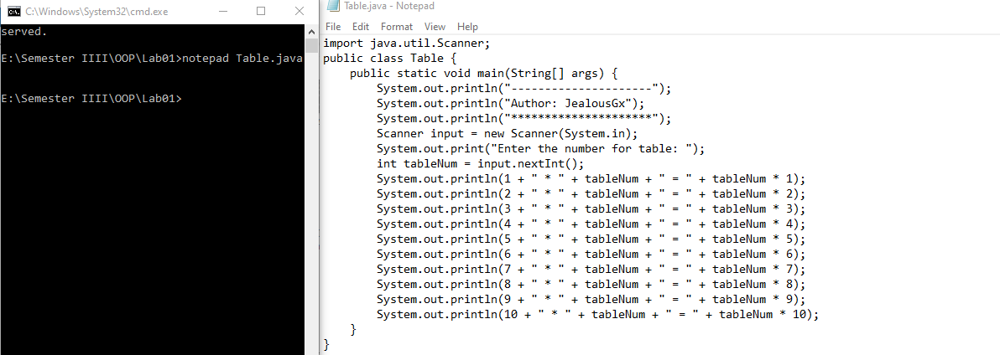 C:\Windows\System32\cmd.exe
served.
E:\Semester IIII\OOP\Lab01>notepad Table.java
E:\Semester IIII\OOP\Lab01>
Table.java - Notepad
File Edit Format View Help
import java.util.Scanner;
public class Table {
    public static void main(String[] args) {
        System.out.println("---------------------");
        System.out.println("Author: JealousGx");
        System.out.println("*********************");
        Scanner input = new Scanner(System.in);
        System.out.print("Enter the number for table: ");
        int tableNum = input.nextInt();
        System.out.println(1 + " * " + tableNum + " = " + tableNum * 1);
        System.out.println(2 + " * " + tableNum + " = " + tableNum * 2);
        System.out.println(3 + " * " + tableNum + " = " + tableNum * 3);
        System.out.println(4 + " * " + tableNum + " = " + tableNum * 4);
        System.out.println(5 + " * " + tableNum + " = " + tableNum * 5);
        System.out.println(6 + " * " + tableNum + " = " + tableNum * 6);
        System.out.println(7 + " * " + tableNum + " = " + tableNum * 7);
        System.out.println(8 + " * " + tableNum + " = " + tableNum * 8);
        System.out.println(9 + " * " + tableNum + " = " + tableNum * 9);
        System.out.println(10 + " * " + tableNum + " = " + tableNum * 10);
    }
}